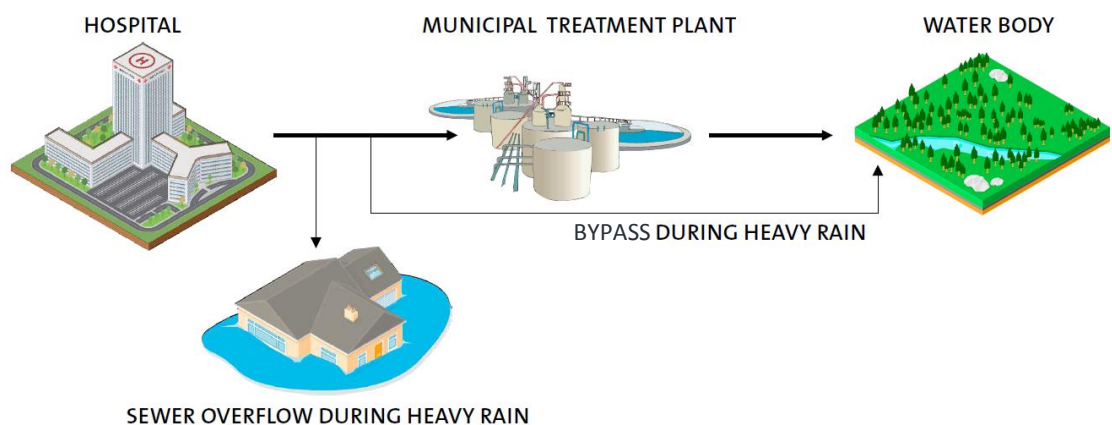 HOSPITAL
MUNICIPAL TREATMENT PLANT
WATER BODY
H
BYPASS DURING HEAVY RAIN
SEWER OVERFLOW DURING HEAVY RAIN